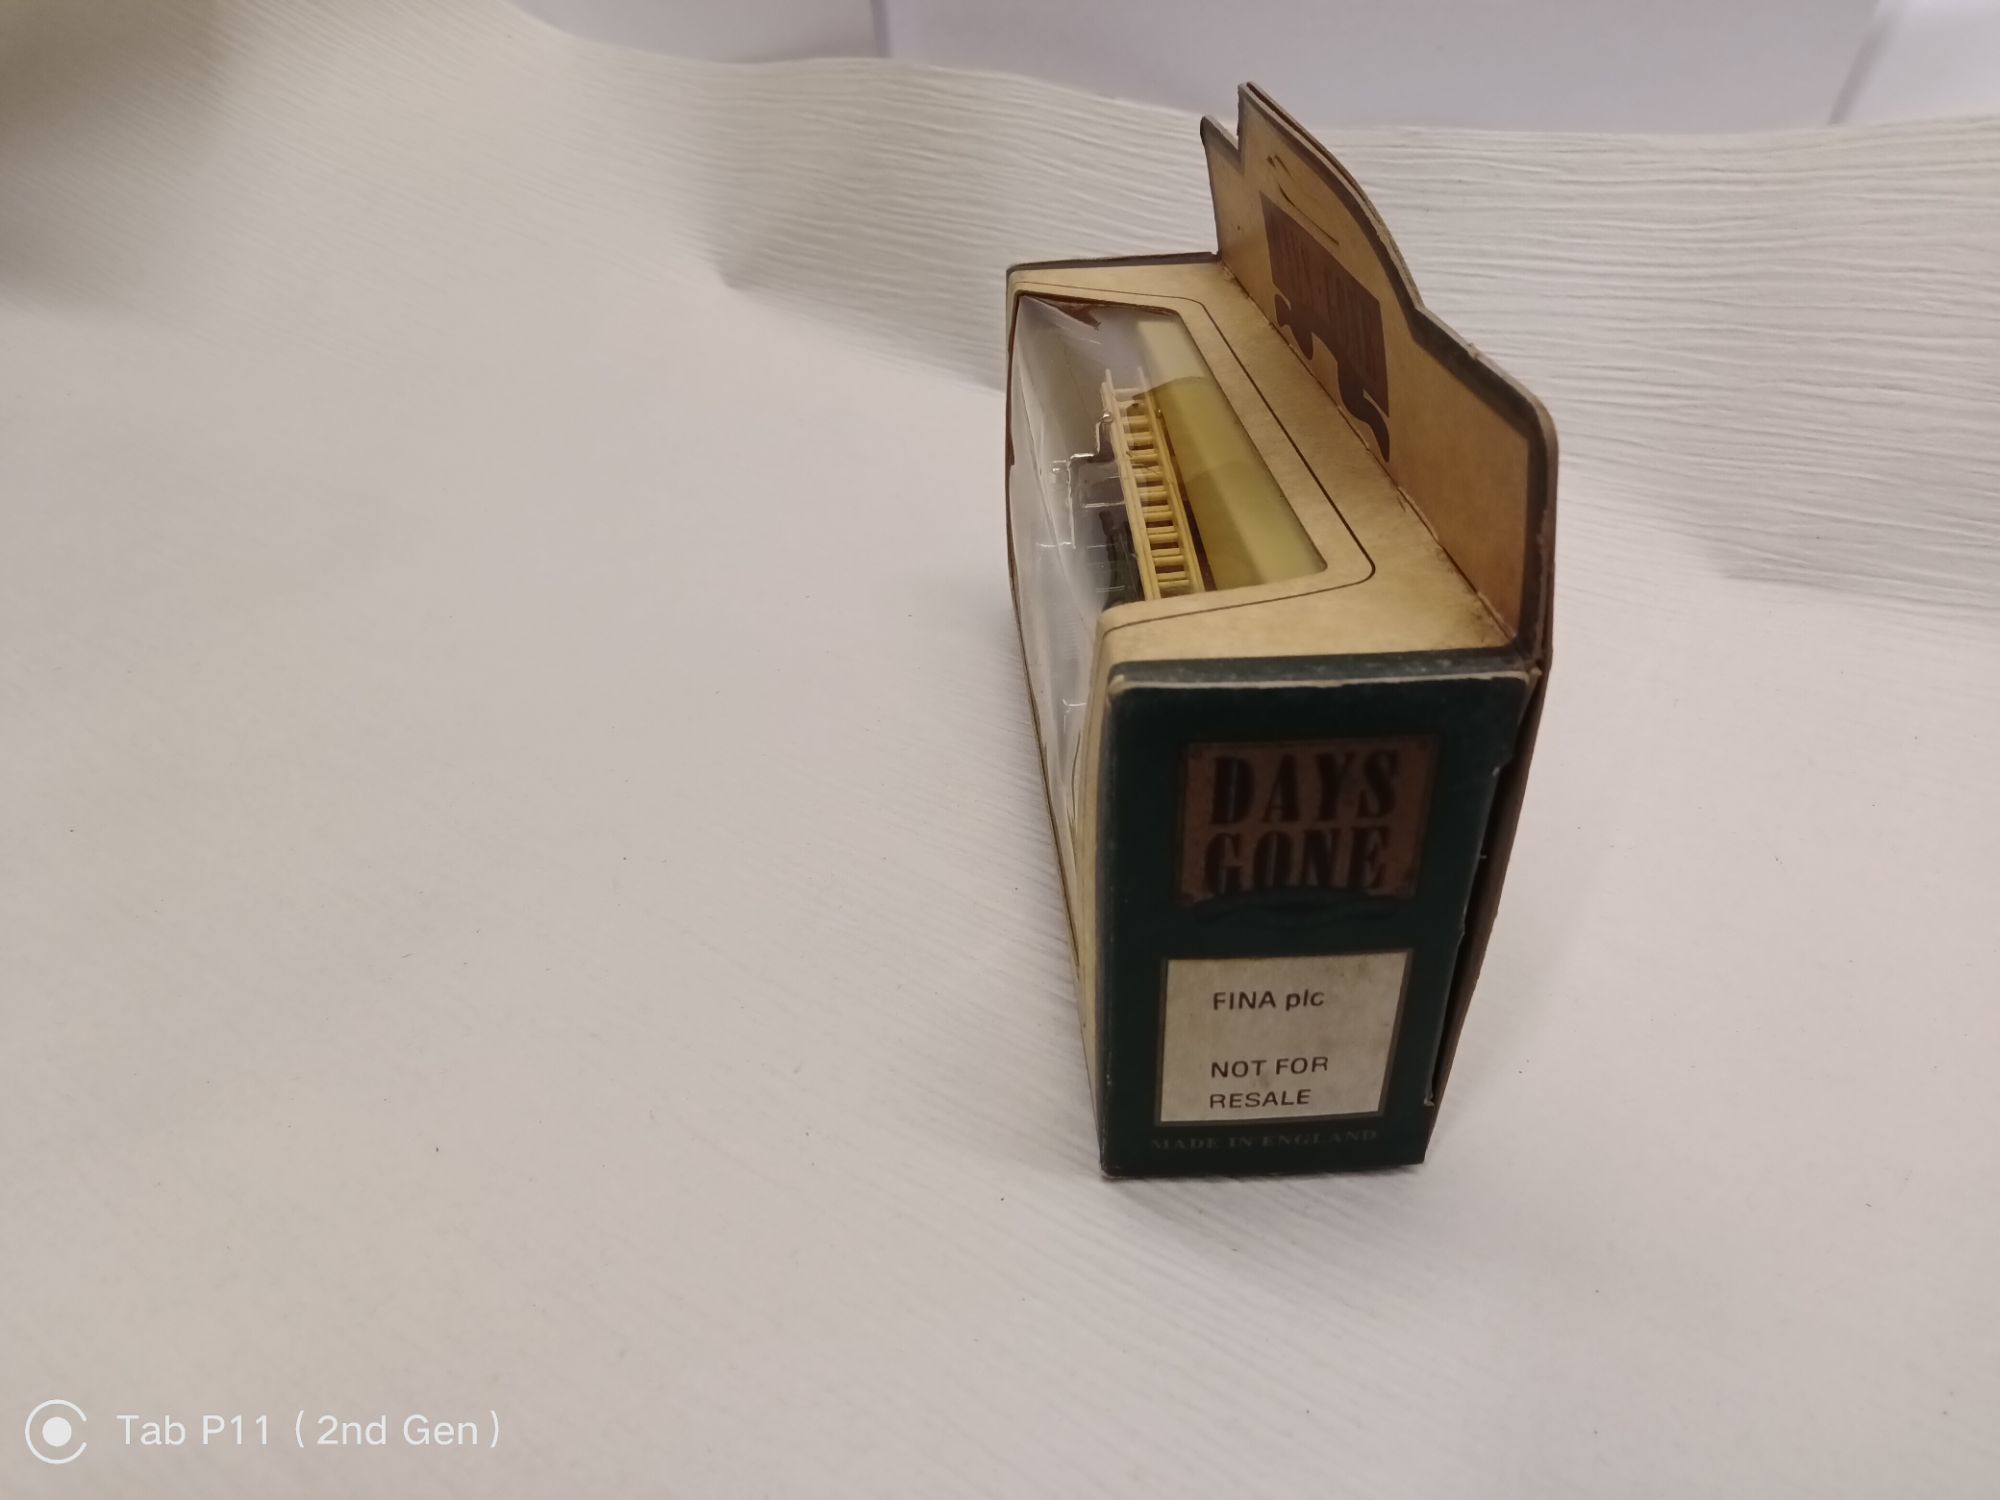 DAYS
GONE
FINA plc
NOT FOR
RESALE
MADE IN ENGLAND
Tab P11 (2nd Gen)